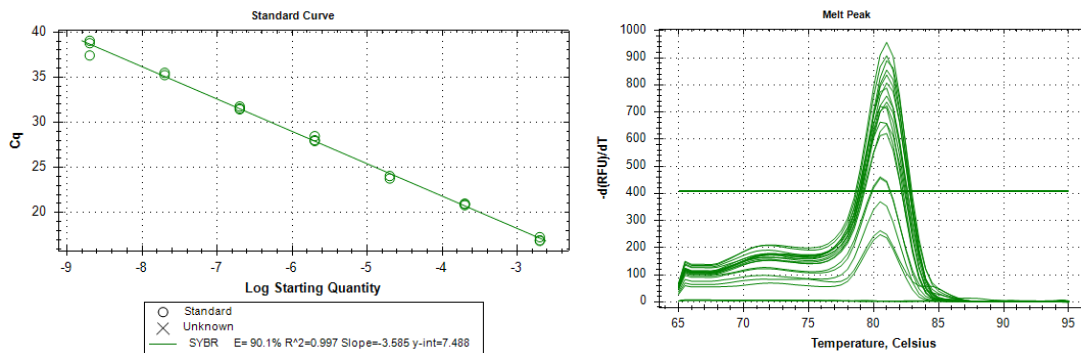 Standard Curve
40
35
30
25
20
Cq
-9 -8 -7 -6 -5 -4 -3
Log Starting Quantity
Standard
Unknown
SYBR E= 90.1% R^2=0.997 Slope=-3.585 y-int=7.488
Melt Peak
1000
900
800
700
600
500
400
300
200
100
0
-d(RFU)/dT
65 70 75 80 85 90 95
Temperature, Celsius